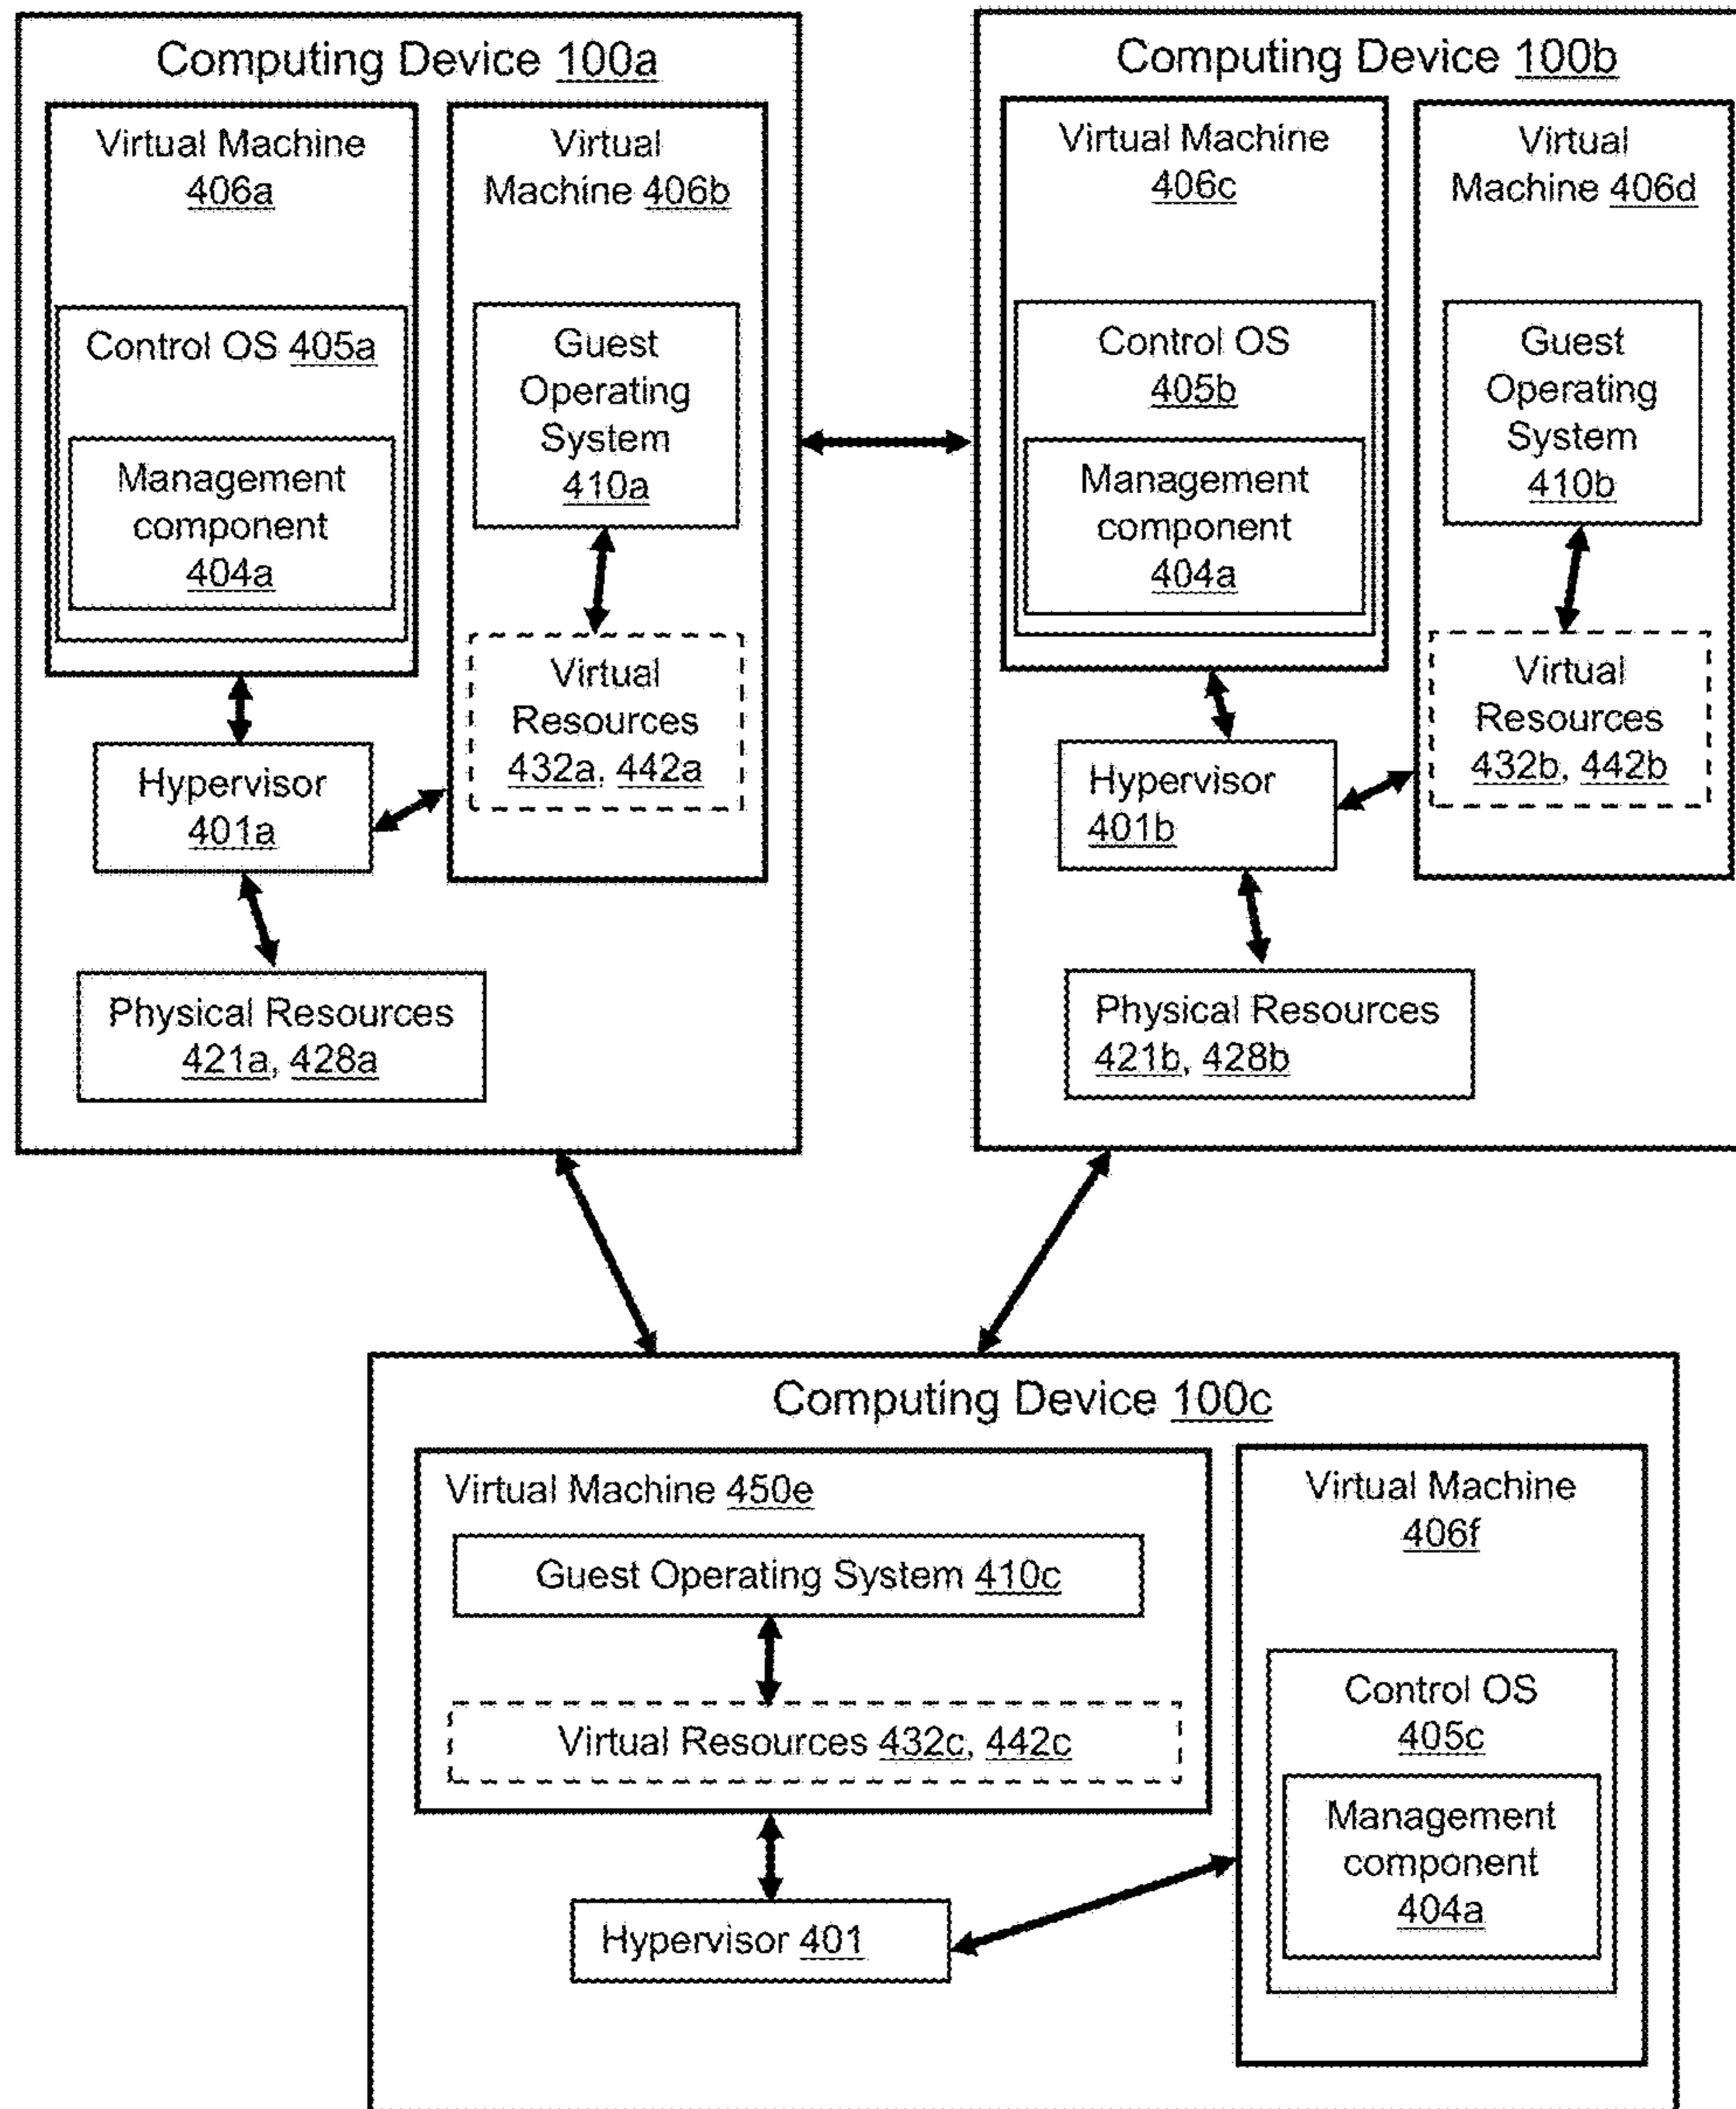 Computing Device 100a
Virtual Machine
406a
Control OS 405a
Management
component
404a
Virtual
Machine 406b
Guest
Operating
System
410a
Virtual
Resources
432a, 442a
Hypervisor
401a
Physical Resources
421a, 428a
Computing Device 100b
Virtual Machine
406c
Control OS
405b
Management
component
404a
Virtual
Machine 406d
Guest
Operating
System
410b
Virtual
Resources
432b, 442b
Hypervisor
401b
Physical Resources
421b, 428b
Computing Device 100c
Virtual Machine 450e
Guest Operating System 410c
Virtual Resources 432c, 442c
Hypervisor 401
Virtual Machine
406f
Control OS
405c
Management
component
404a